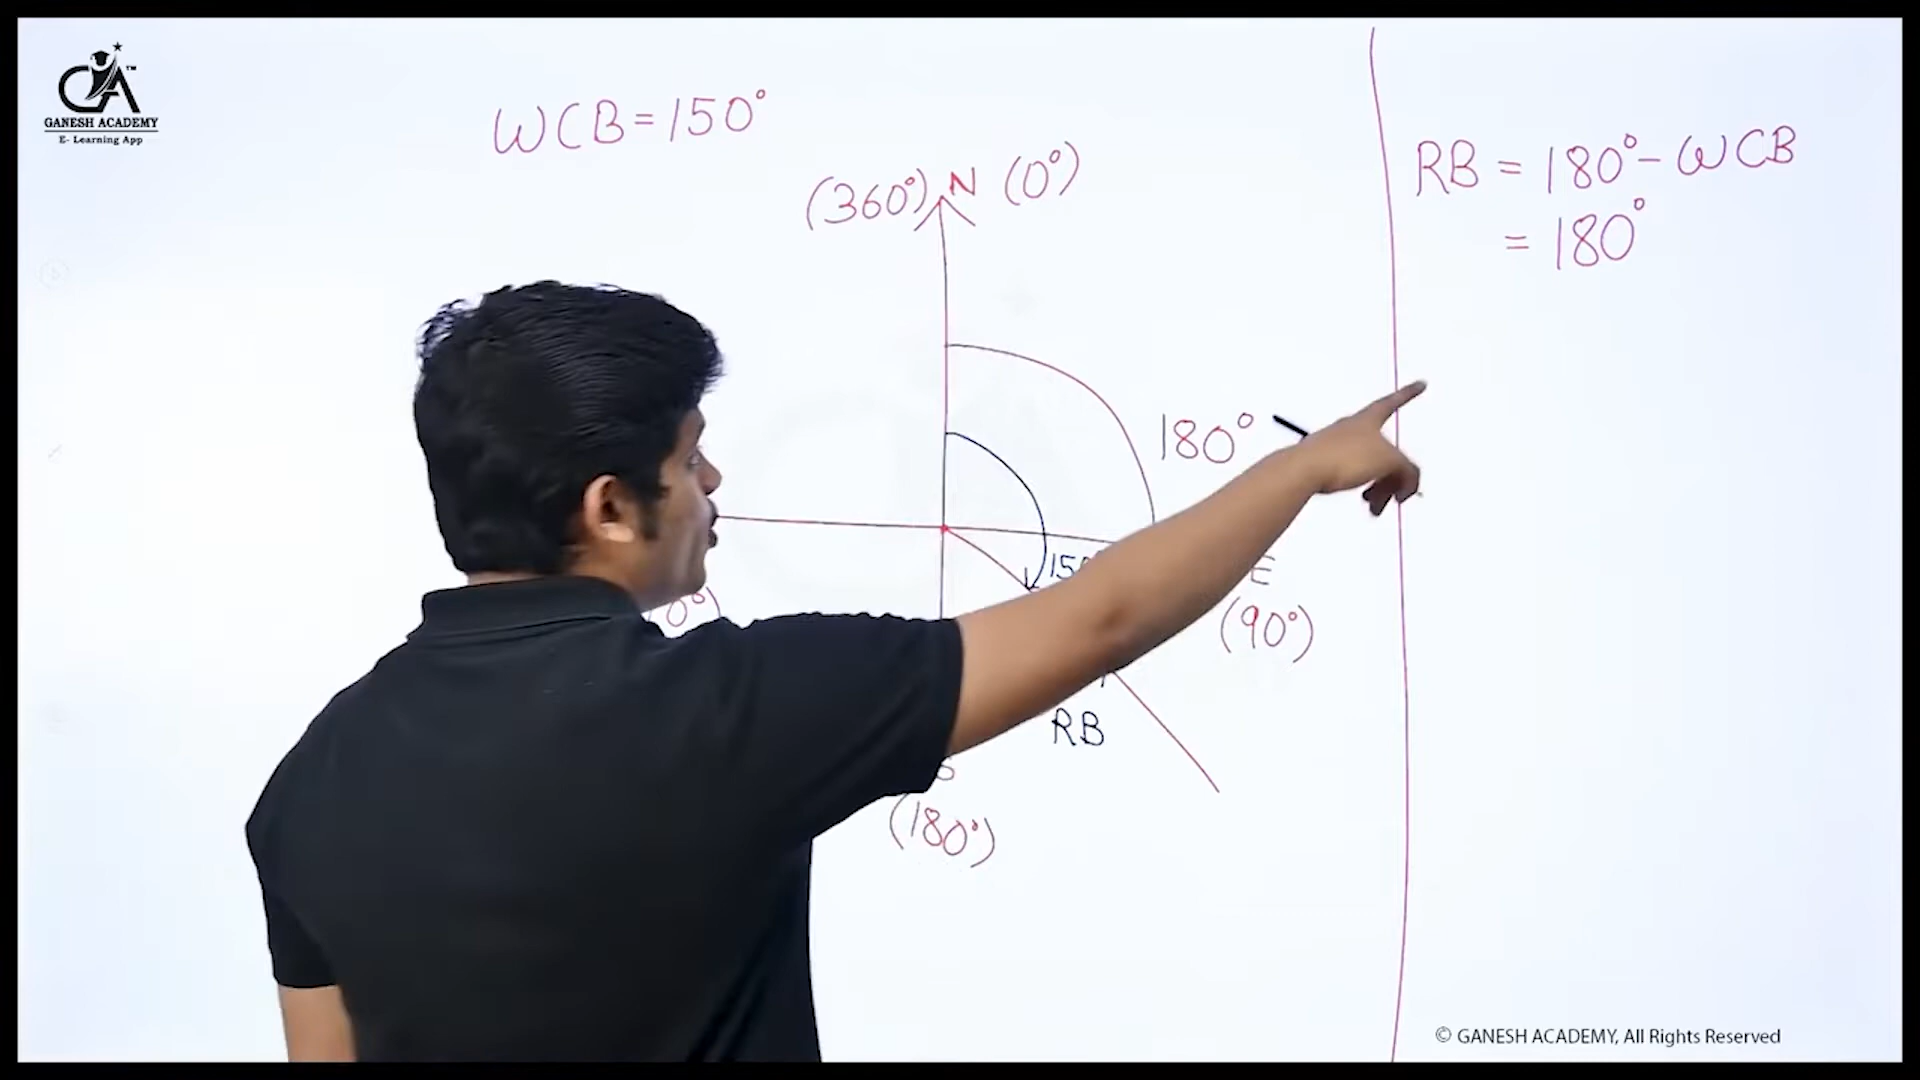 GANESH ACADEMY
E- Learning App
WCB = 150°
(360°) N (0°)
180°
E
(90°)
RB
S
(180°)
RB = 180° - WCB
= 180°
© GANESH ACADEMY, All Rights Reserved